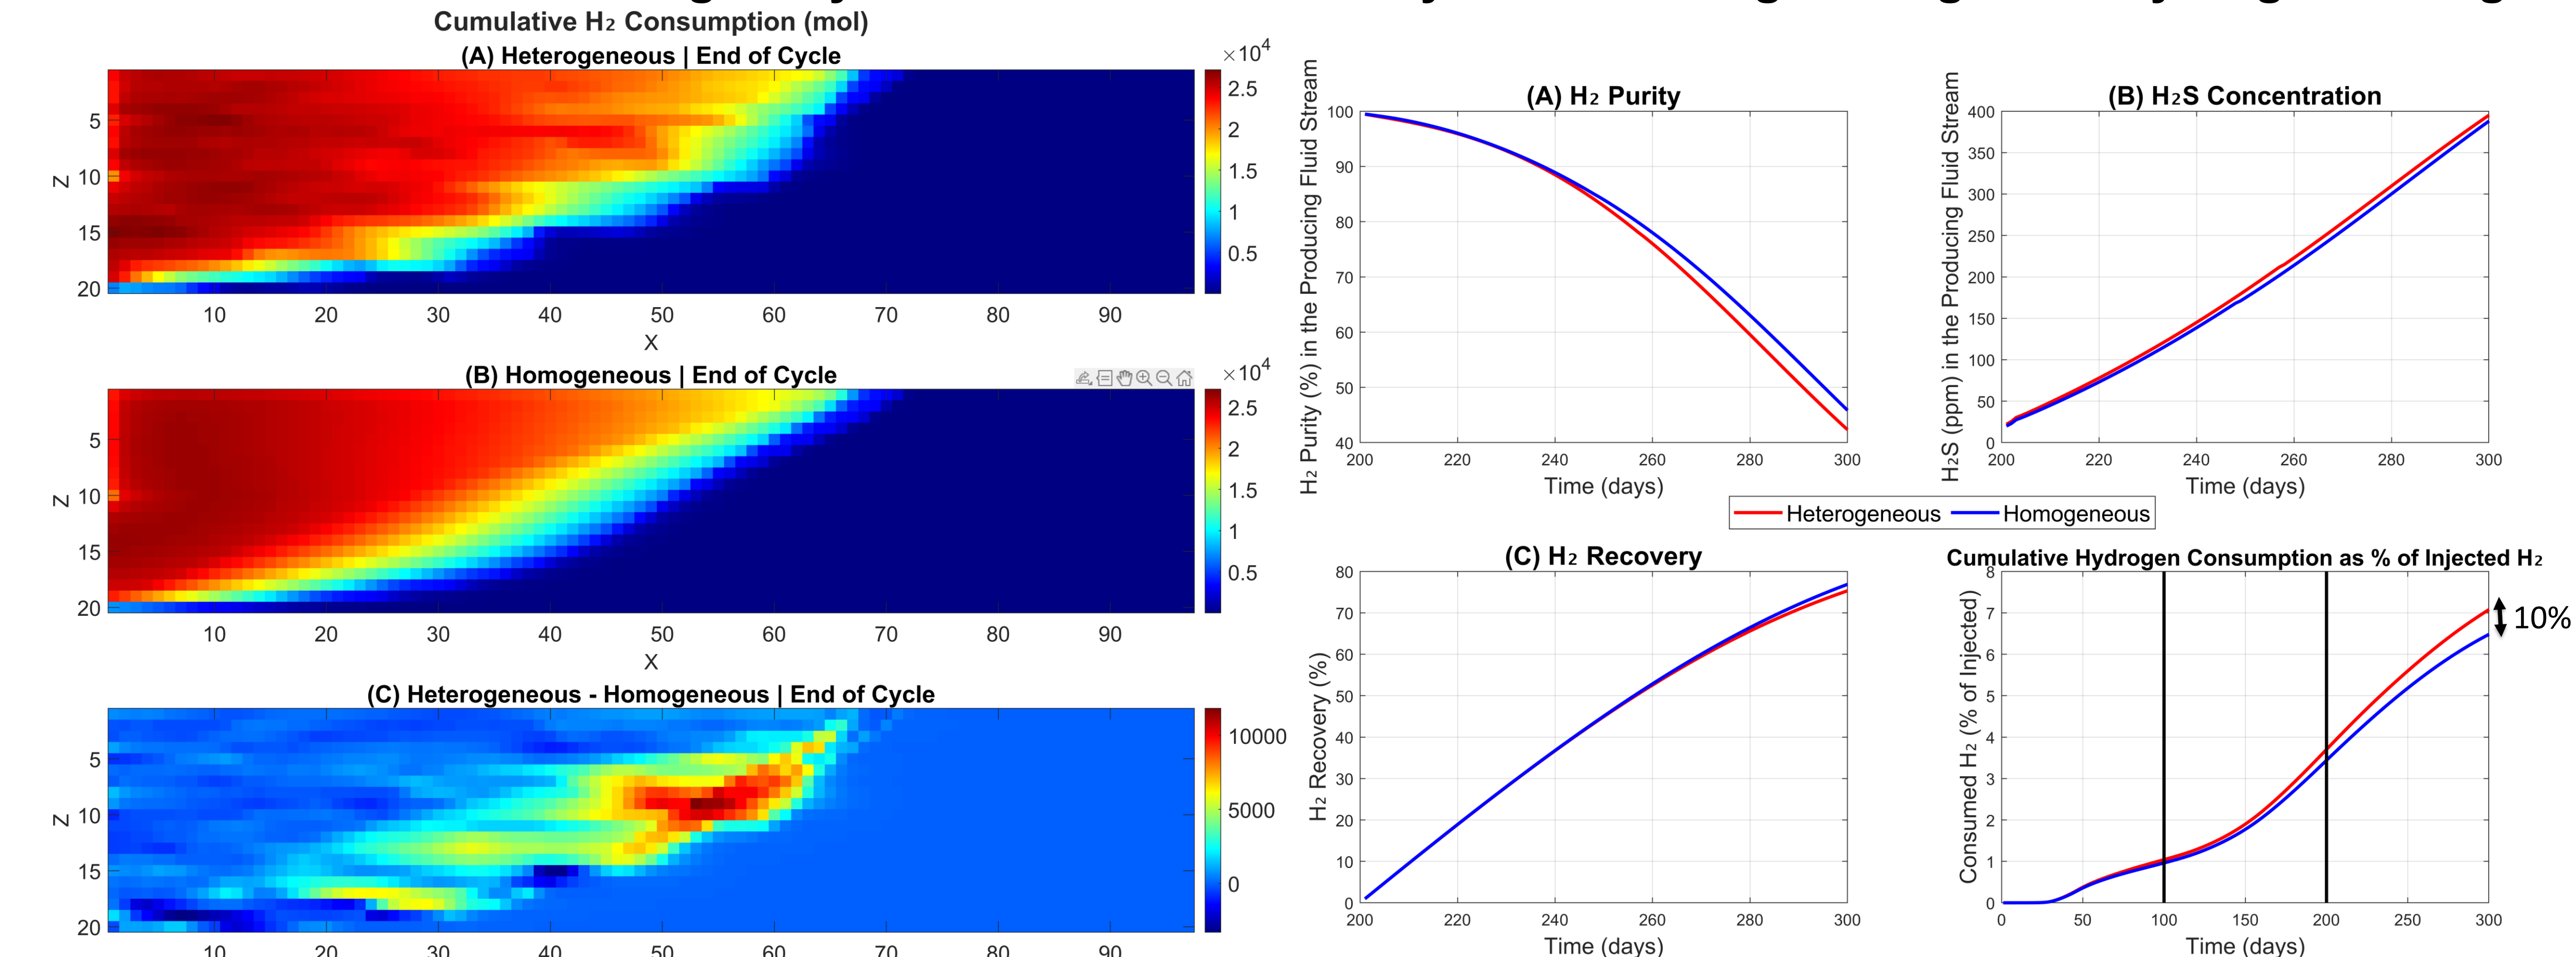 Cumulative H₂ Consumption (mol)
(A) Heterogeneous | End of Cycle
×10⁴
5
10
15
20
Z
10 20 30 40 50 60 70 80 90
X
2.5
2
1.5
1
0.5
(B) Homogeneous | End of Cycle
×10⁴
5
10
15
20
Z
10 20 30 40 50 60 70 80 90
X
2.5
2
1.5
1
0.5
(C) Heterogeneous - Homogeneous | End of Cycle
5
10
15
20
Z
10 20 30 40 50 60 70 80 90
10000
5000
0
(A) H₂ Purity
H₂ Purity (%) in the Producing Fluid Stream
100
90
80
70
60
50
40
200 220 240 260 280 300
Time (days)
(B) H₂S Concentration
H₂S (ppm) in the Producing Fluid Stream
400
350
300
250
200
150
100
50
0
200 220 240 260 280 300
Time (days)
Heterogeneous Homogeneous
(C) H₂ Recovery
H₂ Recovery (%)
80
70
60
50
40
30
20
10
0
200 220 240 260 280 300
Time (days)
Cumulative Hydrogen Consumption as % of Injected H₂
Consumed H₂ (% of Injected)
8
7
6
5
4
3
2
1
0
0 50 100 150 200 250 300
Time (days)
10%